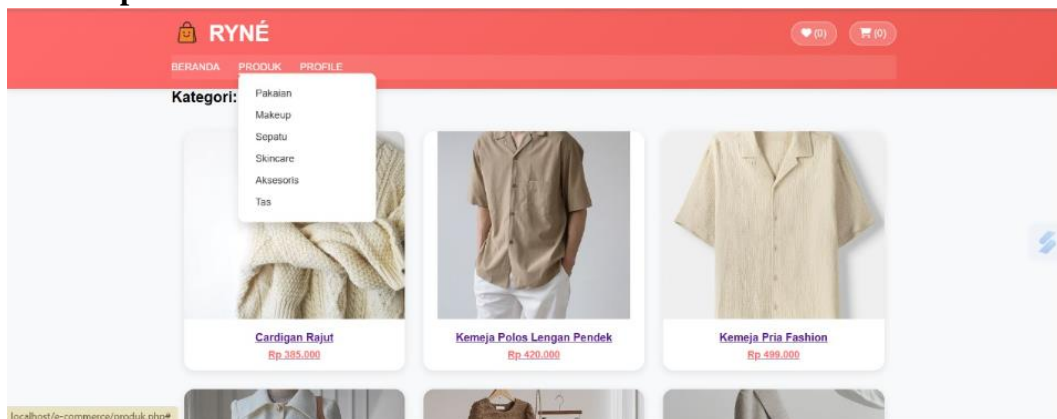 RYNÉ
(0) (0)
BERANDA PRODUK PROFILE
Kategori:
Pakaian
Makeup
Sepatu
Skincare
Aksesoris
Tas
Cardigan Rajut
Rp 385.000
Kemeja Polos Lengan Pendek
Rp 420.000
Kemeja Pria Fashion
Rp 499.000
localhost/e-commerce/produk.php#